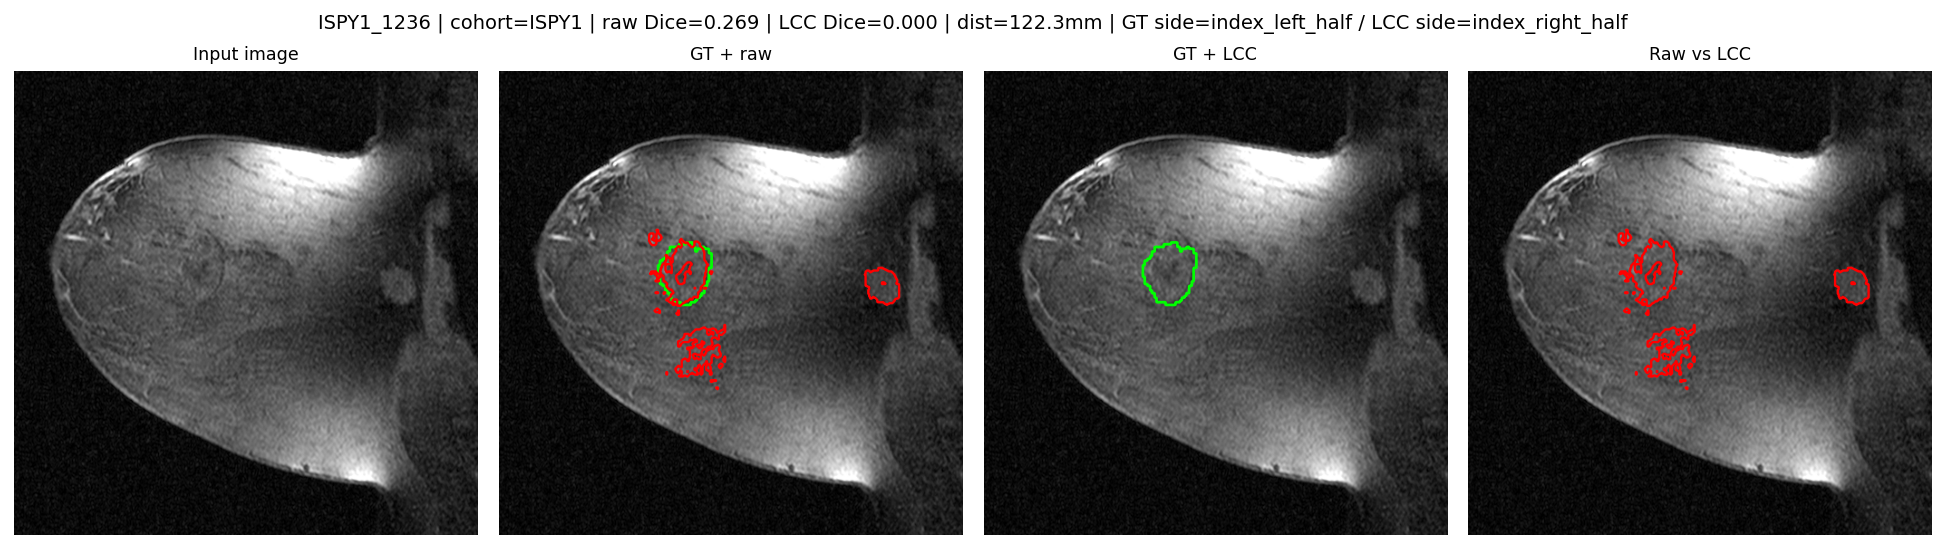 ISPY1_1236 | cohort=ISPY1 | raw Dice=0.269 | LCC Dice=0.000 | dist=122.3mm | GT side=index_left_half / LCC side=index_right_half
Input image
GT + raw
GT + LCC
Raw vs LCC